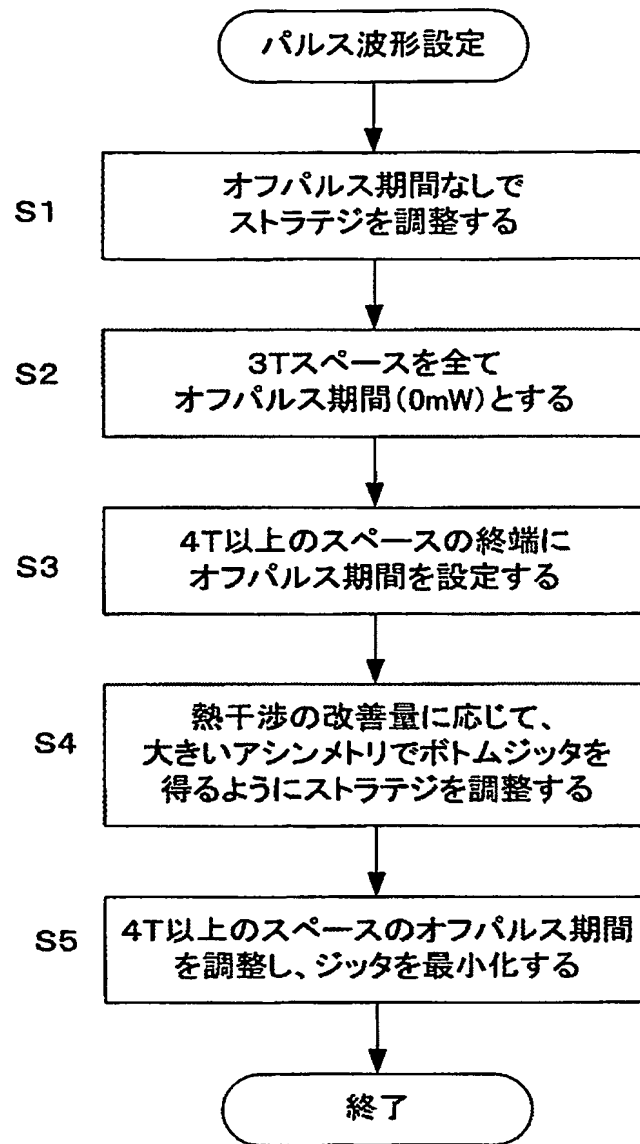 パルス波形設定
S1
オフパルス期間なしで
ストラテジを調整する
S2
3Tスペースを全て
オフパルス期間(0mW)とする
S3
4T以上のスペースの終端に
オフパルス期間を設定する
S4
熱干渉の改善量に応じて、
大きいアシンメトリでボトムジッタを
得るようにストラテジを調整する
S5
4T以上のスペースのオフパルス期間
を調整し、ジッタを最小化する
終了